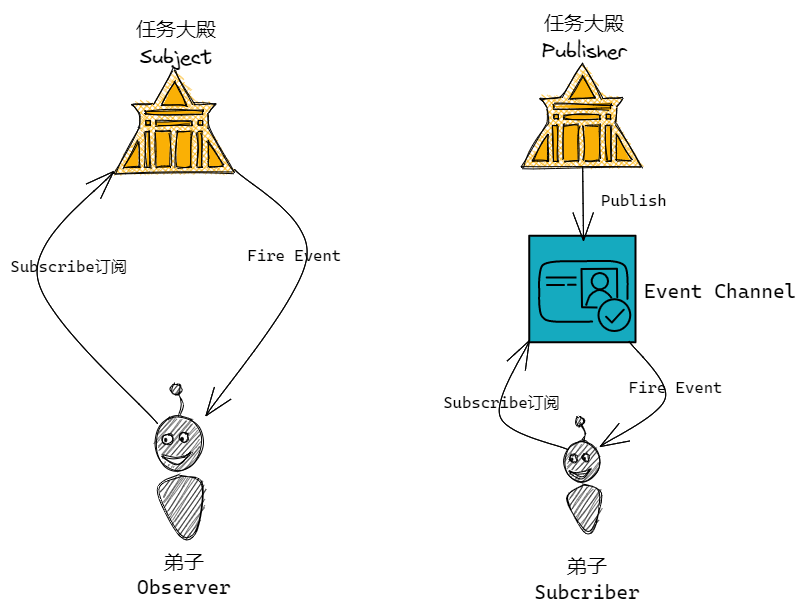 任务大殿
Subject
Subscribe订阅
Fire Event
弟子
Observer
任务大殿
Publisher
Publish
Event Channel
Subscribe订阅
Fire Event
弟子
Subcriber